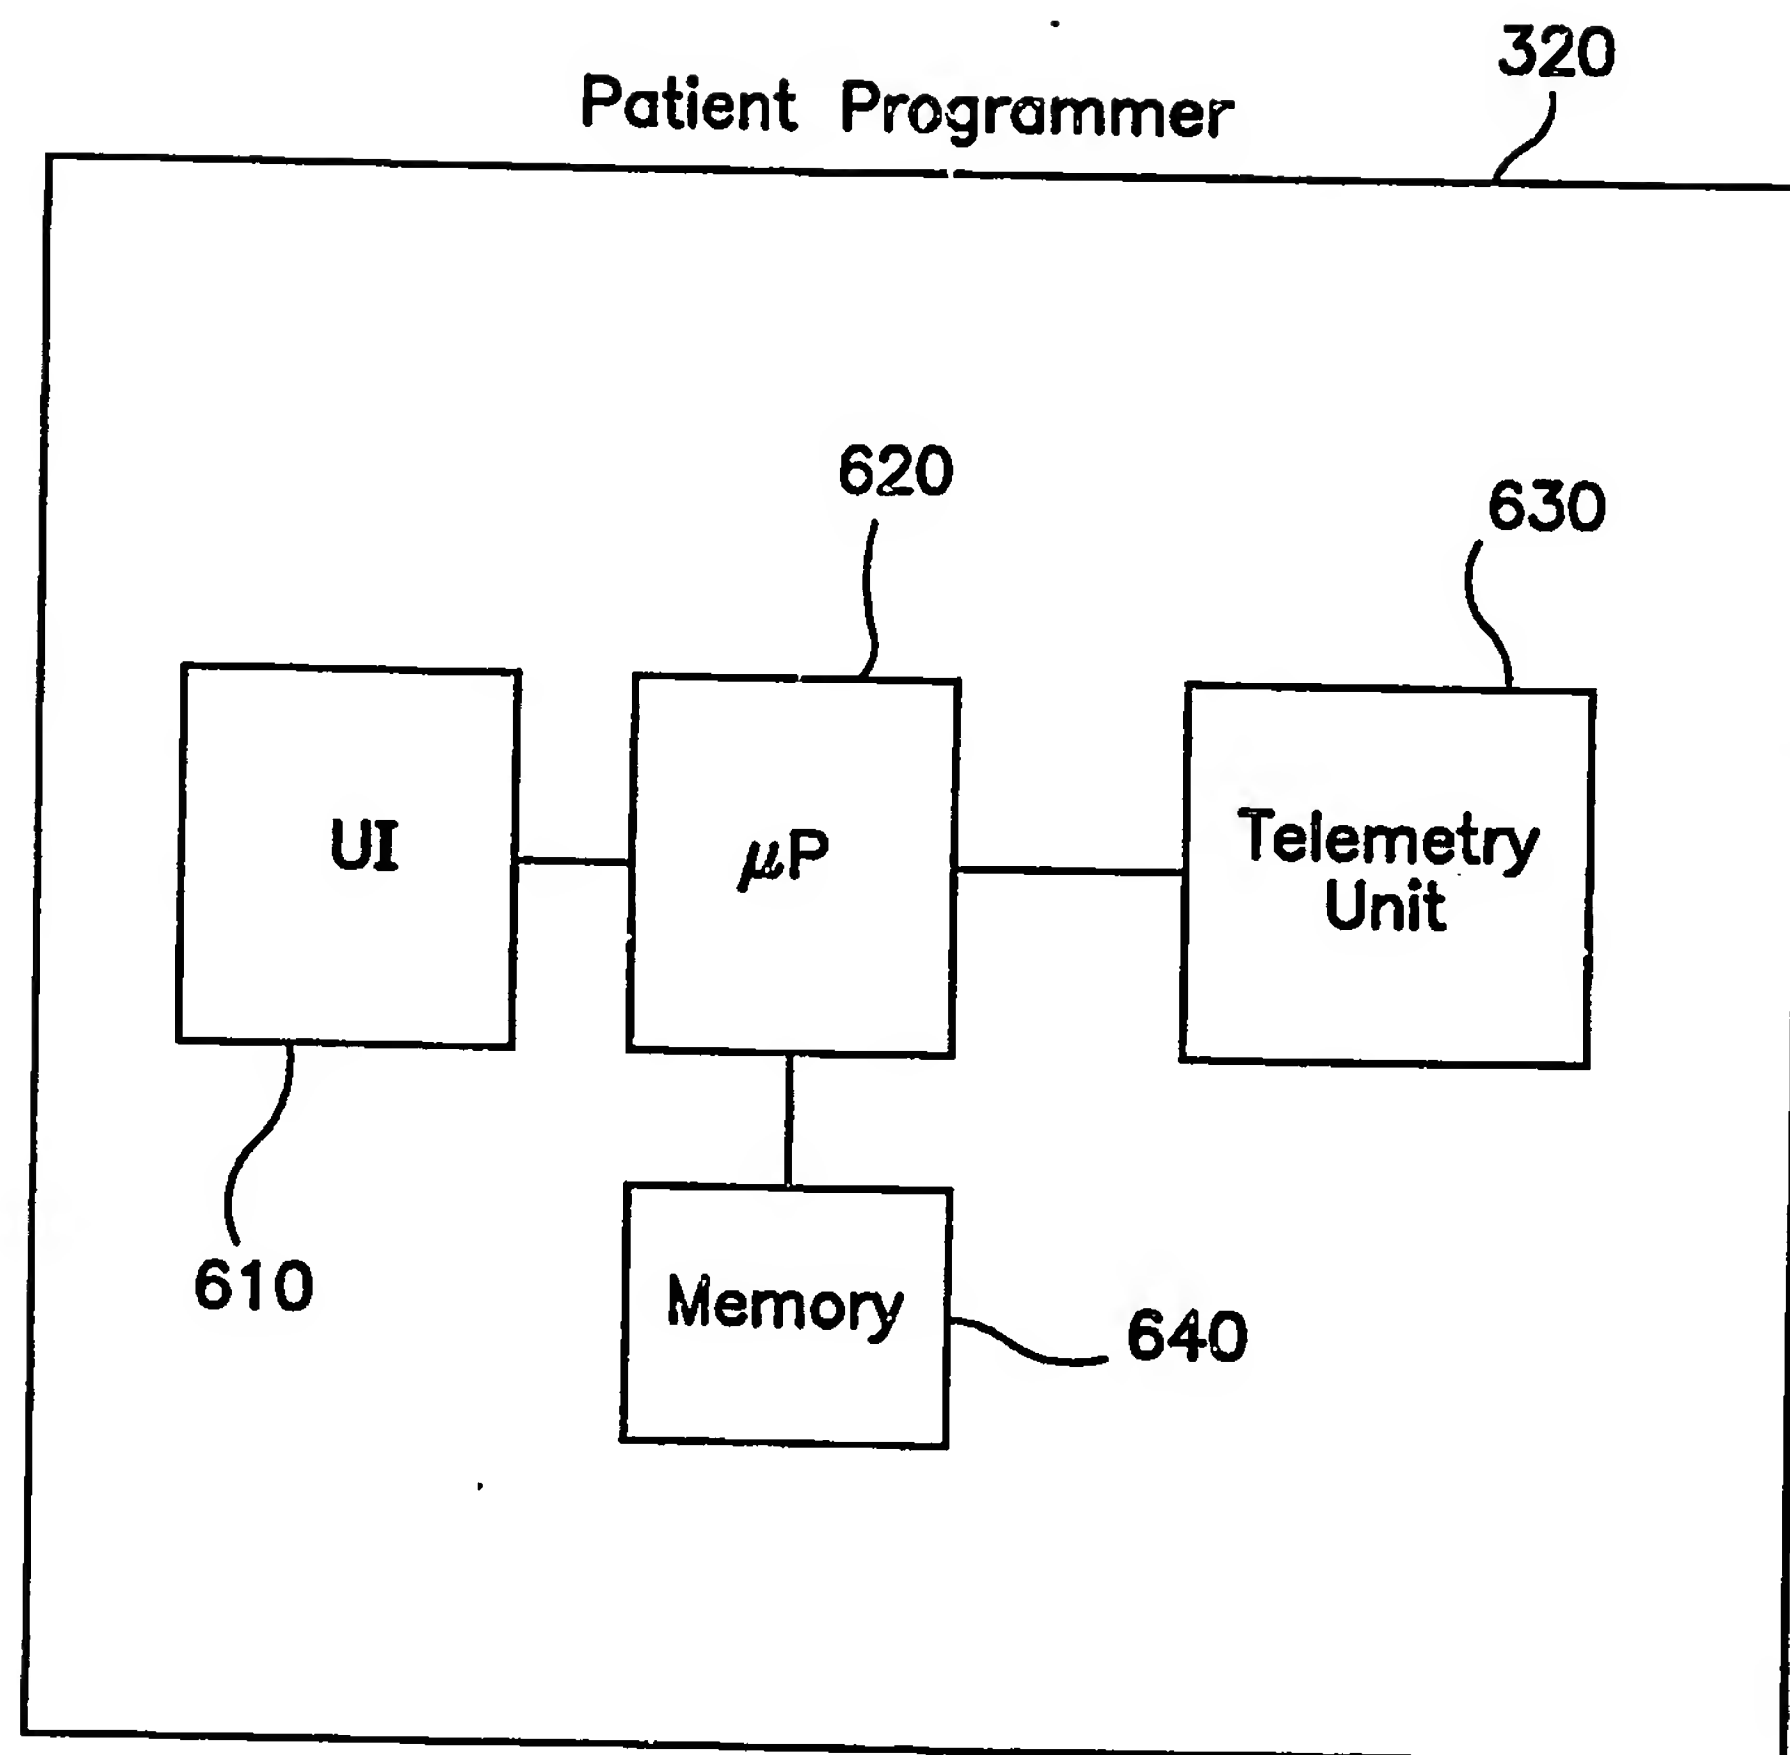 320
Patient Programmer
620
630
UI
μP
Telemetry
Unit
610
Memory
640